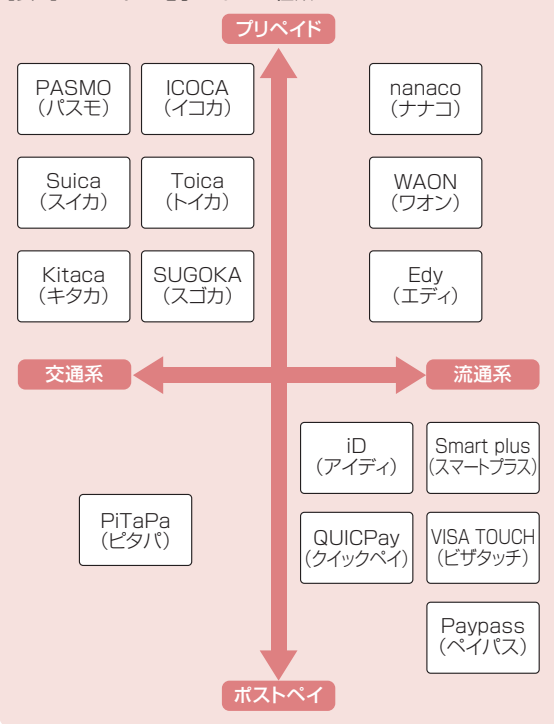 プリペイド
PASMO
(パスモ)
ICOCA
(イコカ)
nanaco
(ナナコ)
Suica
(スイカ)
Toica
(トイカ)
WAON
(ワオン)
Kitaca
(キタカ)
SUGOKA
(スゴカ)
Edy
(エディ)
交通系
流通系
iD
(アイディ)
Smart plus
(スマートプラス)
PiTaPa
(ピタパ)
QUICPay
(クイックペイ)
VISA TOUCH
(ビザタッチ)
Paypass
(ペイパス)
ポストペイ